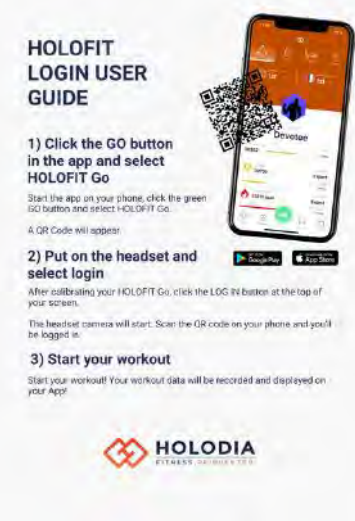 HOLOFIT
LOGIN USER
GUIDE
1) Click the GO button
in the app and select
HOLOFIT Go
Start the app on your phone, click the green
GO button and select HOLOFIT Go.
A QR Code will appear.
2) Put on the headset and
select login
After calibrating your HOLOFIT Go, click the LOG IN button at the top of
your screen.
The headset camera will start. Scan the QR code on your phone and you'll
be logged in.
3) Start your workout
Start your workout! Your workout data will be recorded and displayed on
your App!
Devotee
Google Play
App Store
HOLODIA
FITNESS